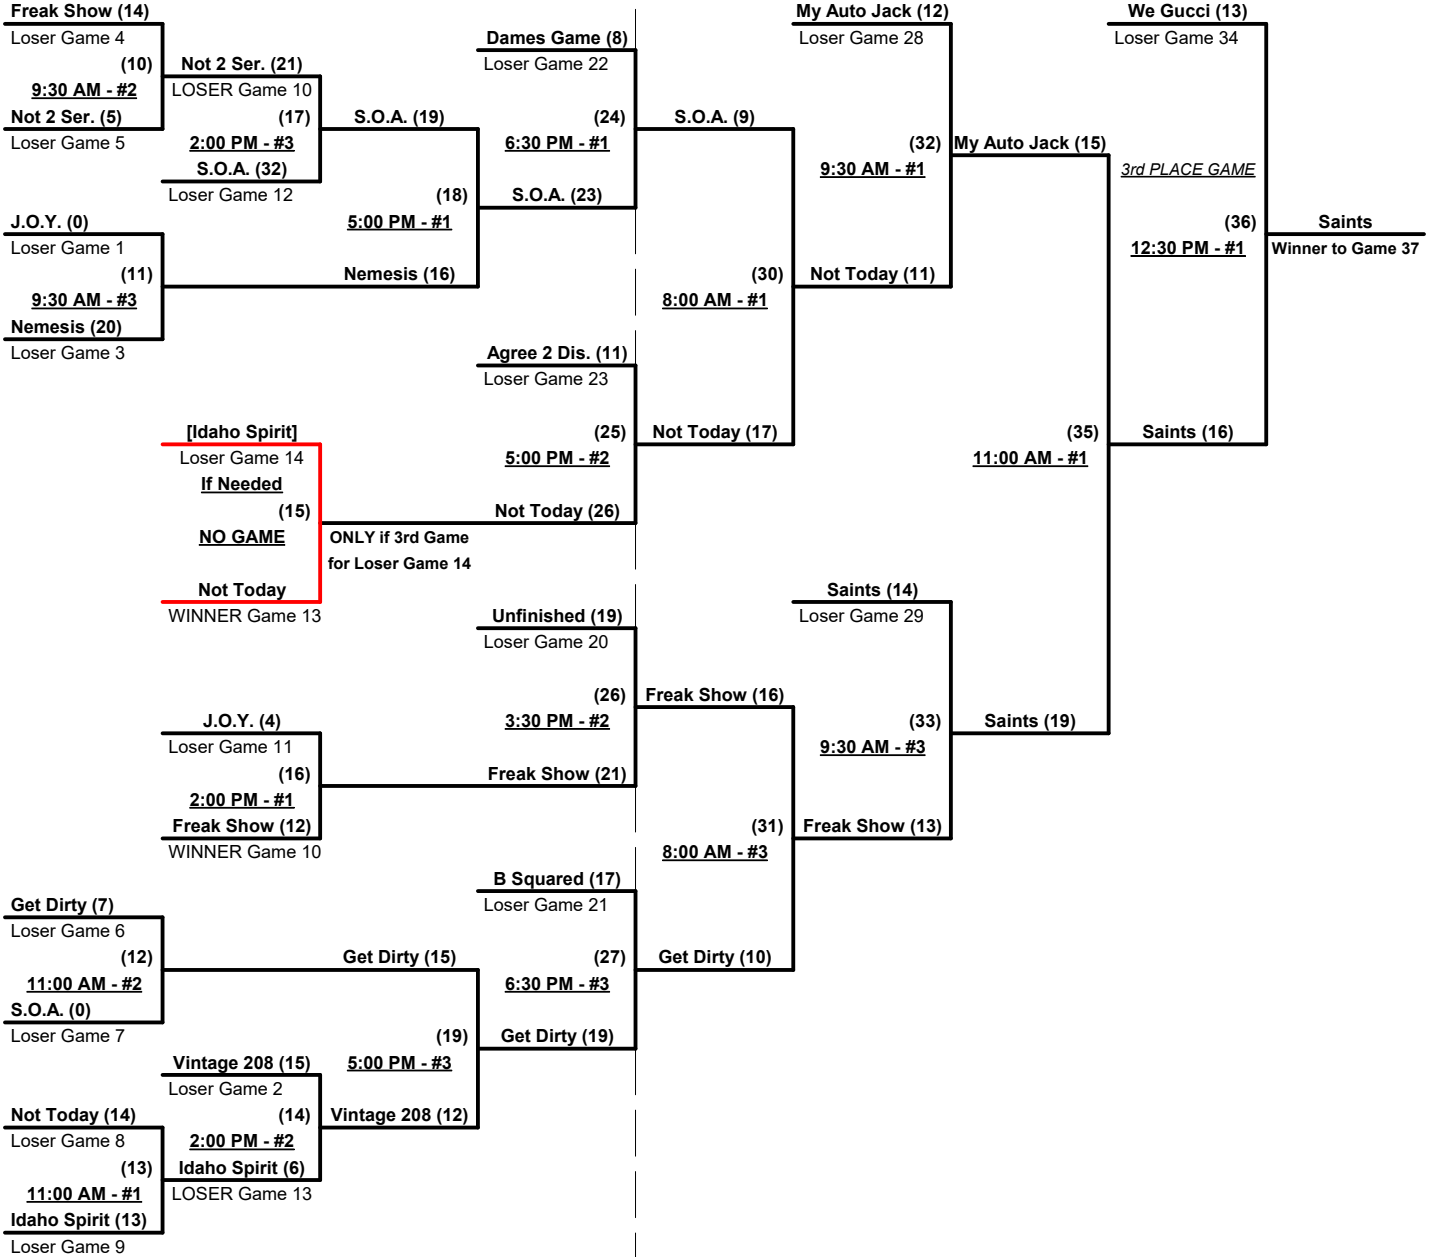 Freak Show (14)
Loser Game 4
(10)
9:30 AM - #2
Not 2 Ser. (5)
Loser Game 5
Not 2 Ser. (21)
LOSER Game 10
(17)
2:00 PM - #3
S.O.A. (32)
Loser Game 12
J.O.Y. (0)
Loser Game 1
(11)
9:30 AM - #3
Nemesis (20)
Loser Game 3
S.O.A. (19)
(18)
5:00 PM - #1
Nemesis (16)
Dames Game (8)
Loser Game 22
(24)
6:30 PM - #1
S.O.A. (23)
S.O.A. (9)
(30)
8:00 AM - #1
Agree 2 Dis. (11)
Loser Game 23
(25)
5:00 PM - #2
Not Today (26)
Not Today (17)
[Idaho Spirit]
Loser Game 14
If Needed
(15)
NO GAME
Not Today
WINNER Game 13
ONLY if 3rd Game
for Loser Game 14
My Auto Jack (12)
Loser Game 28
(32)
9:30 AM - #1
Not Today (11)
My Auto Jack (15)
We Gucci (13)
Loser Game 34
3rd PLACE GAME
(36)
12:30 PM - #1
Saints
Winner to Game 37
(35)
11:00 AM - #1
Saints (16)
Unfinished (19)
Loser Game 20
(26)
3:30 PM - #2
Freak Show (21)
J.O.Y. (4)
Loser Game 11
(16)
2:00 PM - #1
Freak Show (12)
WINNER Game 10
Freak Show (16)
(31)
8:00 AM - #3
Saints (14)
Loser Game 29
(33)
9:30 AM - #3
Freak Show (13)
Saints (19)
B Squared (17)
Loser Game 21
(27)
6:30 PM - #3
Get Dirty (19)
Get Dirty (10)
Get Dirty (7)
Loser Game 6
(12)
11:00 AM - #2
S.O.A. (0)
Loser Game 7
Get Dirty (15)
(19)
5:00 PM - #3
Vintage 208 (12)
Vintage 208 (15)
Loser Game 2
(14)
2:00 PM - #2
Idaho Spirit (6)
LOSER Game 13
Not Today (14)
Loser Game 8
(13)
11:00 AM - #1
Idaho Spirit (13)
Loser Game 9